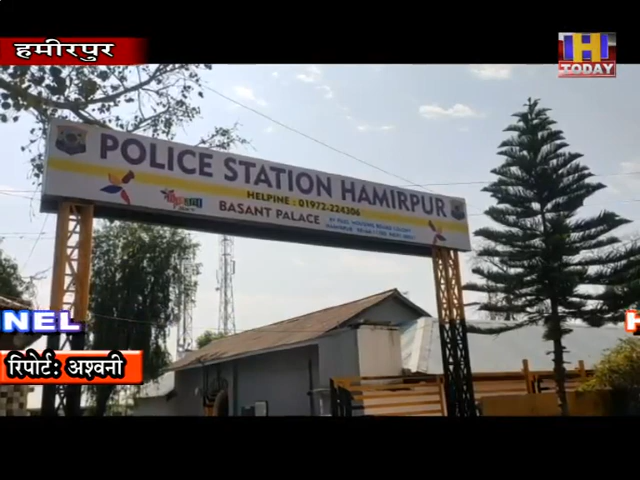 हमीरपुर
H
TODAY
POLICE STATION HAMIRPUR
HELPINE : 01972-224306
BASANT PALACE
NEL
H
रिपोर्टः अश्वनी